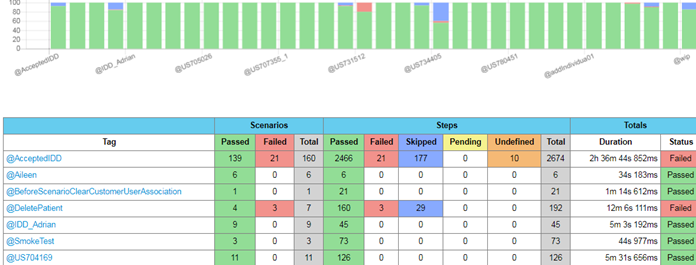 100
80
60
40
20
0
@AcceptedIDD @IDD_Adrian @US705026 @US707355_1 @US731512 @US734405 @US780451 @addIndividua01 @wip
Scenarios Steps Totals
Tag Passed Failed Total Passed Failed Skipped Pending Undefined Total Duration Status
@AcceptedIDD 139 21 160 2466 21 177 0 10 2674 2h 36m 44s 852ms Failed
@Aileen 6 0 6 6 0 0 0 0 6 34s 183ms Passed
@BeforeScenarioClearCustomerUserAssociation 1 0 1 21 0 0 0 0 21 1m 14s 612ms Passed
@DeletePatient 4 3 7 160 3 29 0 0 192 12m 6s 111ms Failed
@IDD_Adrian 9 0 9 45 0 0 0 0 45 5m 3s 192ms Passed
@SmokeTest 3 0 3 73 0 0 0 0 73 44s 977ms Passed
@US704169 11 0 11 126 0 0 0 0 126 5m 31s 656ms Passed